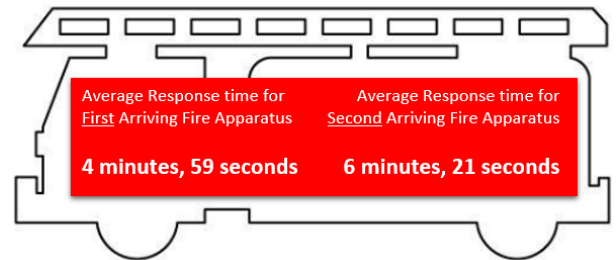 Average Response time for
First Arriving Fire Apparatus
4 minutes, 59 seconds
Average Response time for
Second Arriving Fire Apparatus
6 minutes, 21 seconds